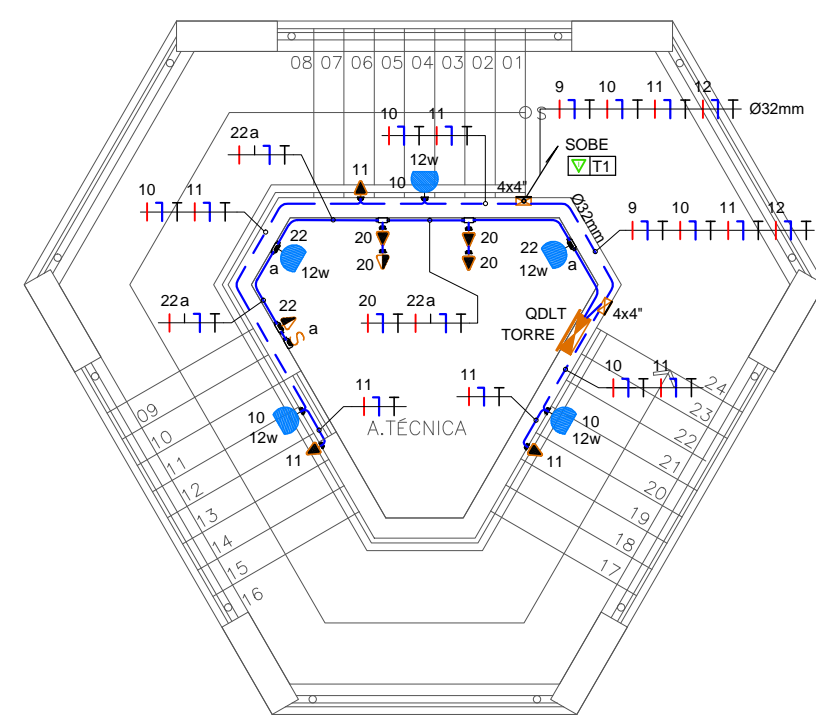 08 07 06 05 04 03 02 01
S
9 10 11 12 Ø32mm
10 11
22a
SOBE
T1
11
12w
10
4x4"
Ø32mm
10 11
9 10 11 12
22
12w
a
20 20
20 20
22
12w
a
22a
22
a
S
20 22a
QDLT
TORRE
4x4"
10 11
11
11
A.TÉCNICA
10
12w
11
10
12w
11
09
10
11
12
13
14
15
16
24
23
22
21
20
19
18
17